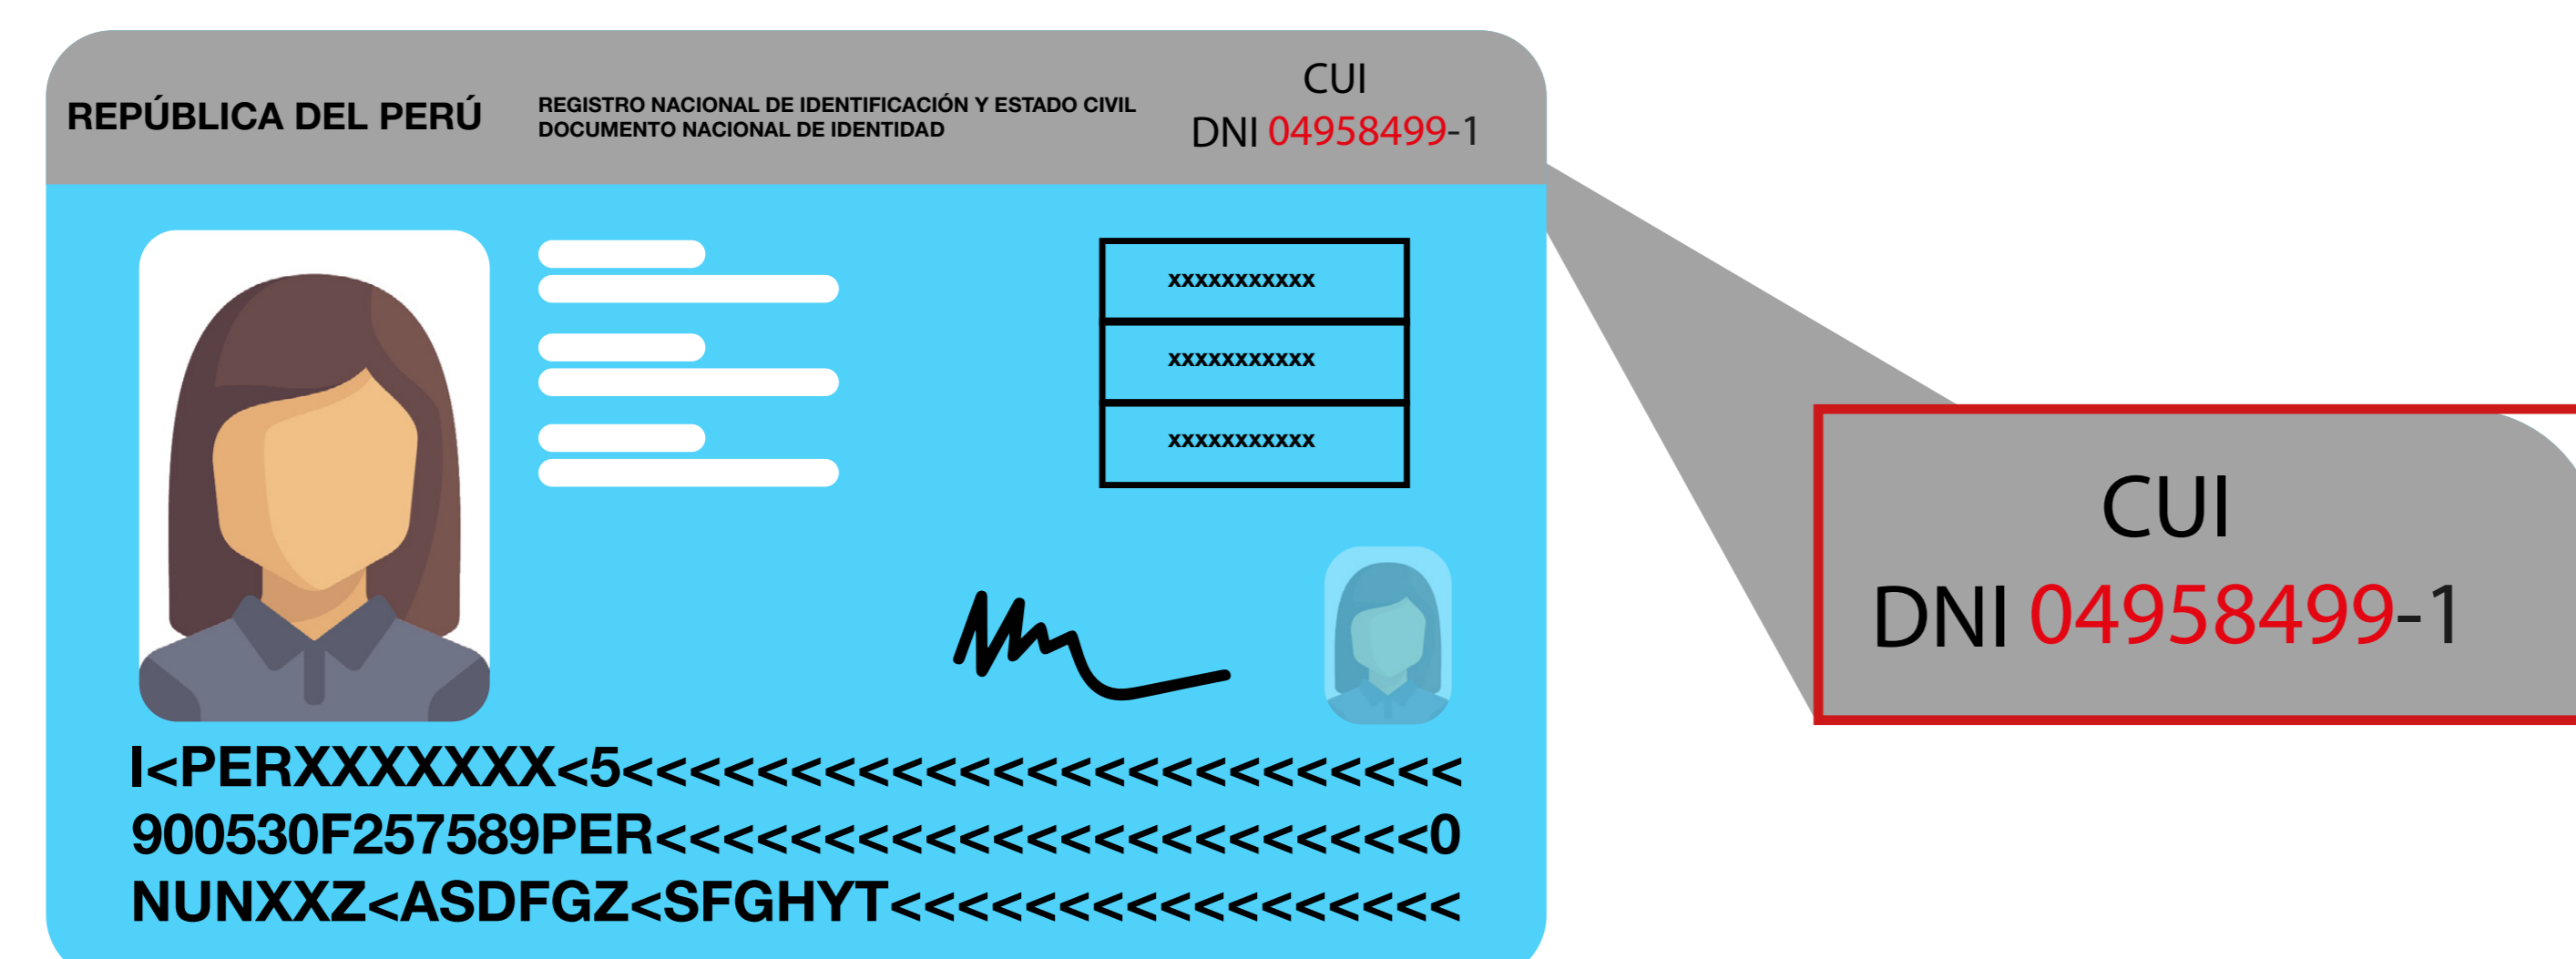 REPÚBLICA DEL PERÚ
REGISTRO NACIONAL DE IDENTIFICACIÓN Y ESTADO CIVIL
DOCUMENTO NACIONAL DE IDENTIDAD
CUI
DNI 04958499-1
xxxxxxxxxxx
xxxxxxxxxxx
xxxxxxxxxxx
I<PERXXXXXXX<5<<<<<<<<<<<<<<<<<<<<<<<<<
900530F257589PER<<<<<<<<<<<<<<<<<<<<<<<0
NUNXXZ<ASDFGZ<SFGHYT<<<<<<<<<<<<<<<<<
CUI
DNI 04958499-1